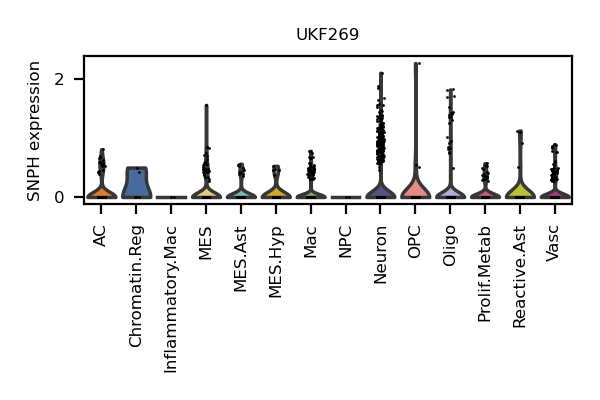 UKF269
SNPH expression
2
0
AC
Chromatin.Reg
Inflammatory.Mac
MES
MES.Ast
MES.Hyp
Mac
NPC
Neuron
OPC
Oligo
Prolif.Metab
Reactive.Ast
Vasc